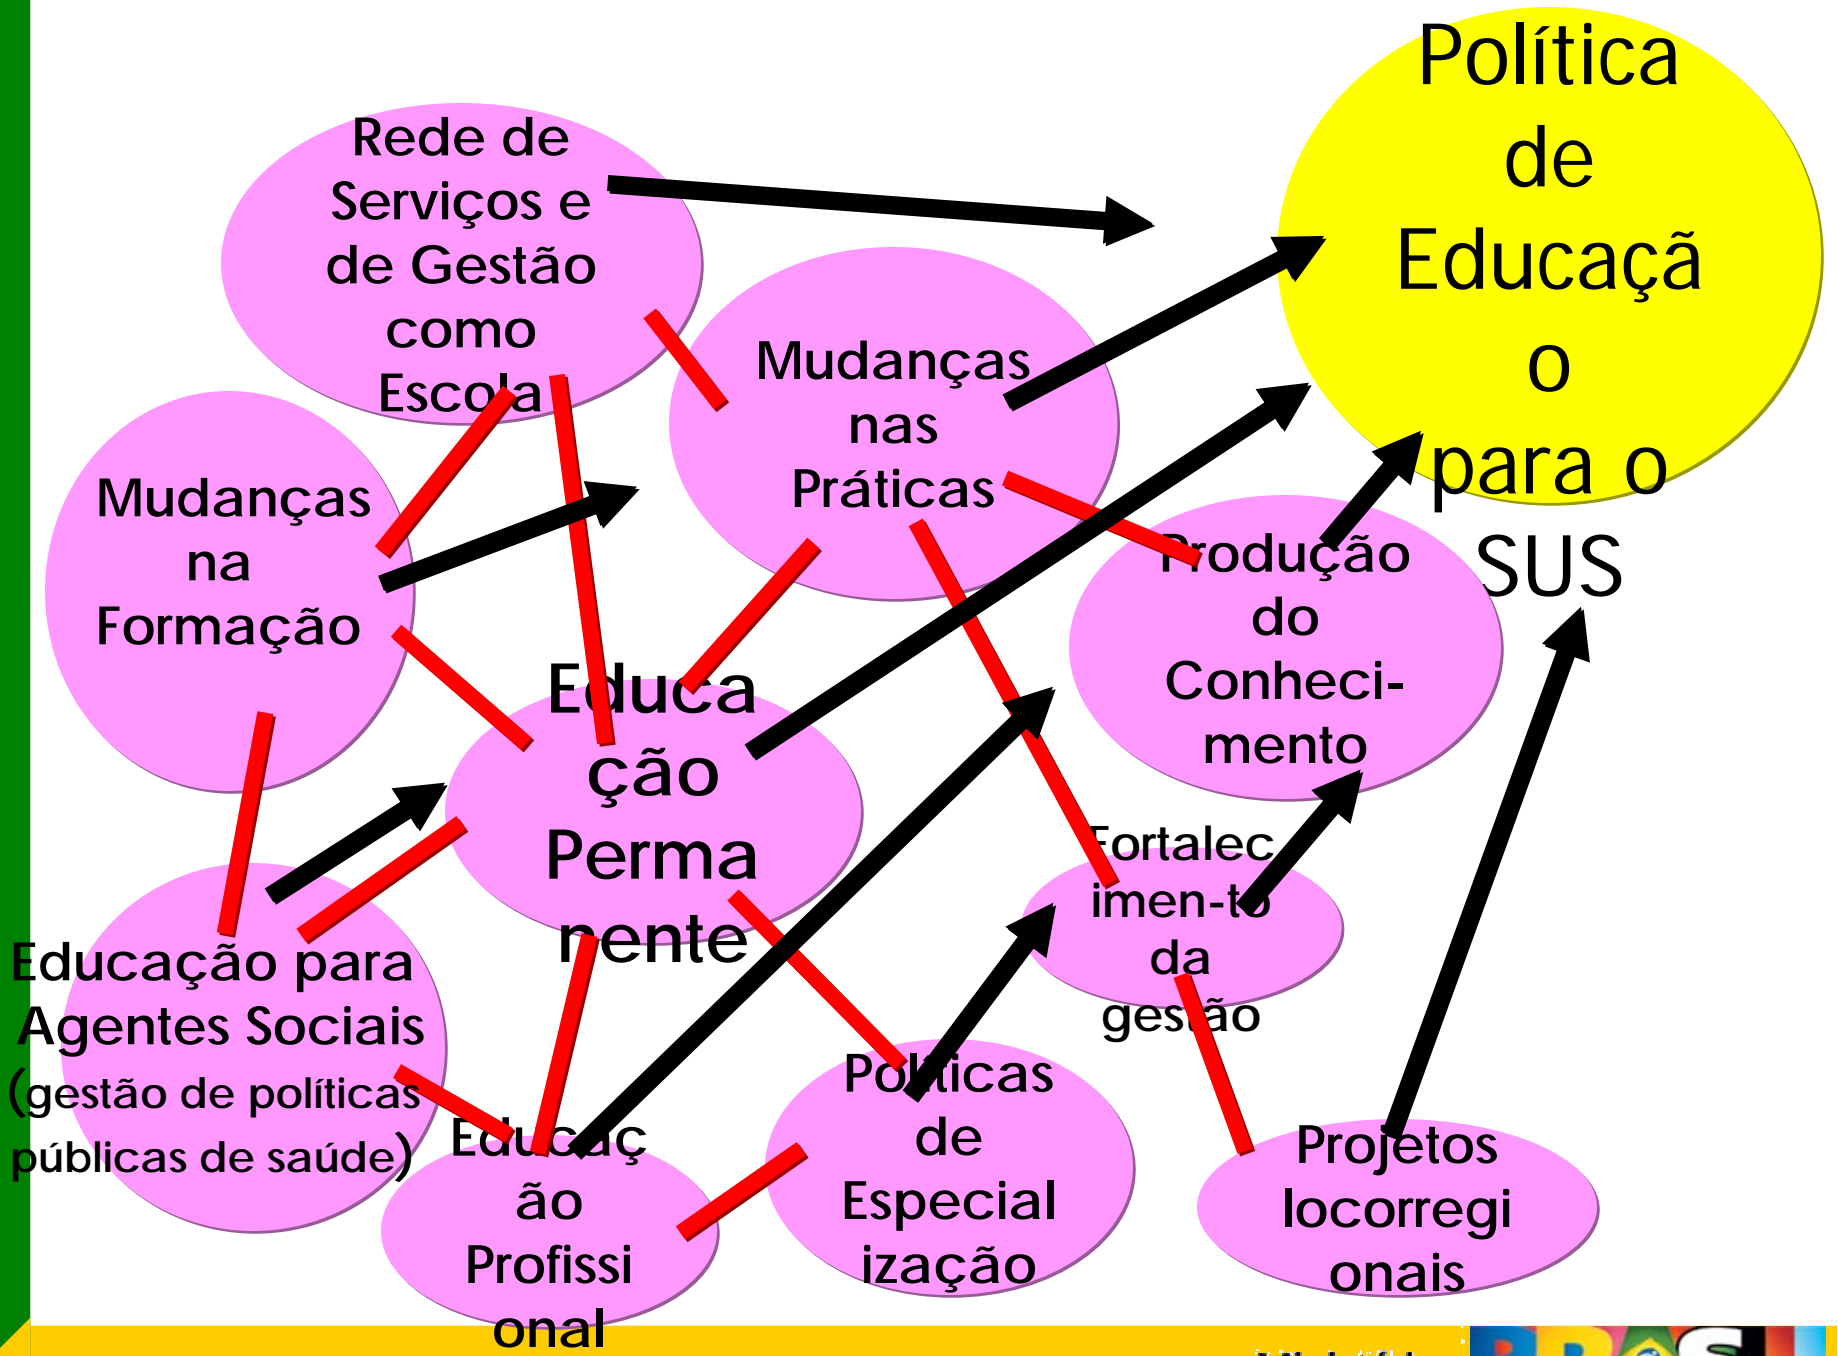 Política
de
Educaçã
o
para o
SUS
Rede de
Serviços e
de Gestão
como
Escola
Mudanças
nas
Práticas
Mudanças
na
Formação
Produção
do
Conheci-
mento
Educa
ção
Perma
nente
Fortalec
imen-to
da
gestão
Educação para
Agentes Sociais
(gestão de políticas
públicas de saúde)
Educaç
ão
Profissi
onal
Políticas
de
Especial
ização
Projetos
locorregi
onais